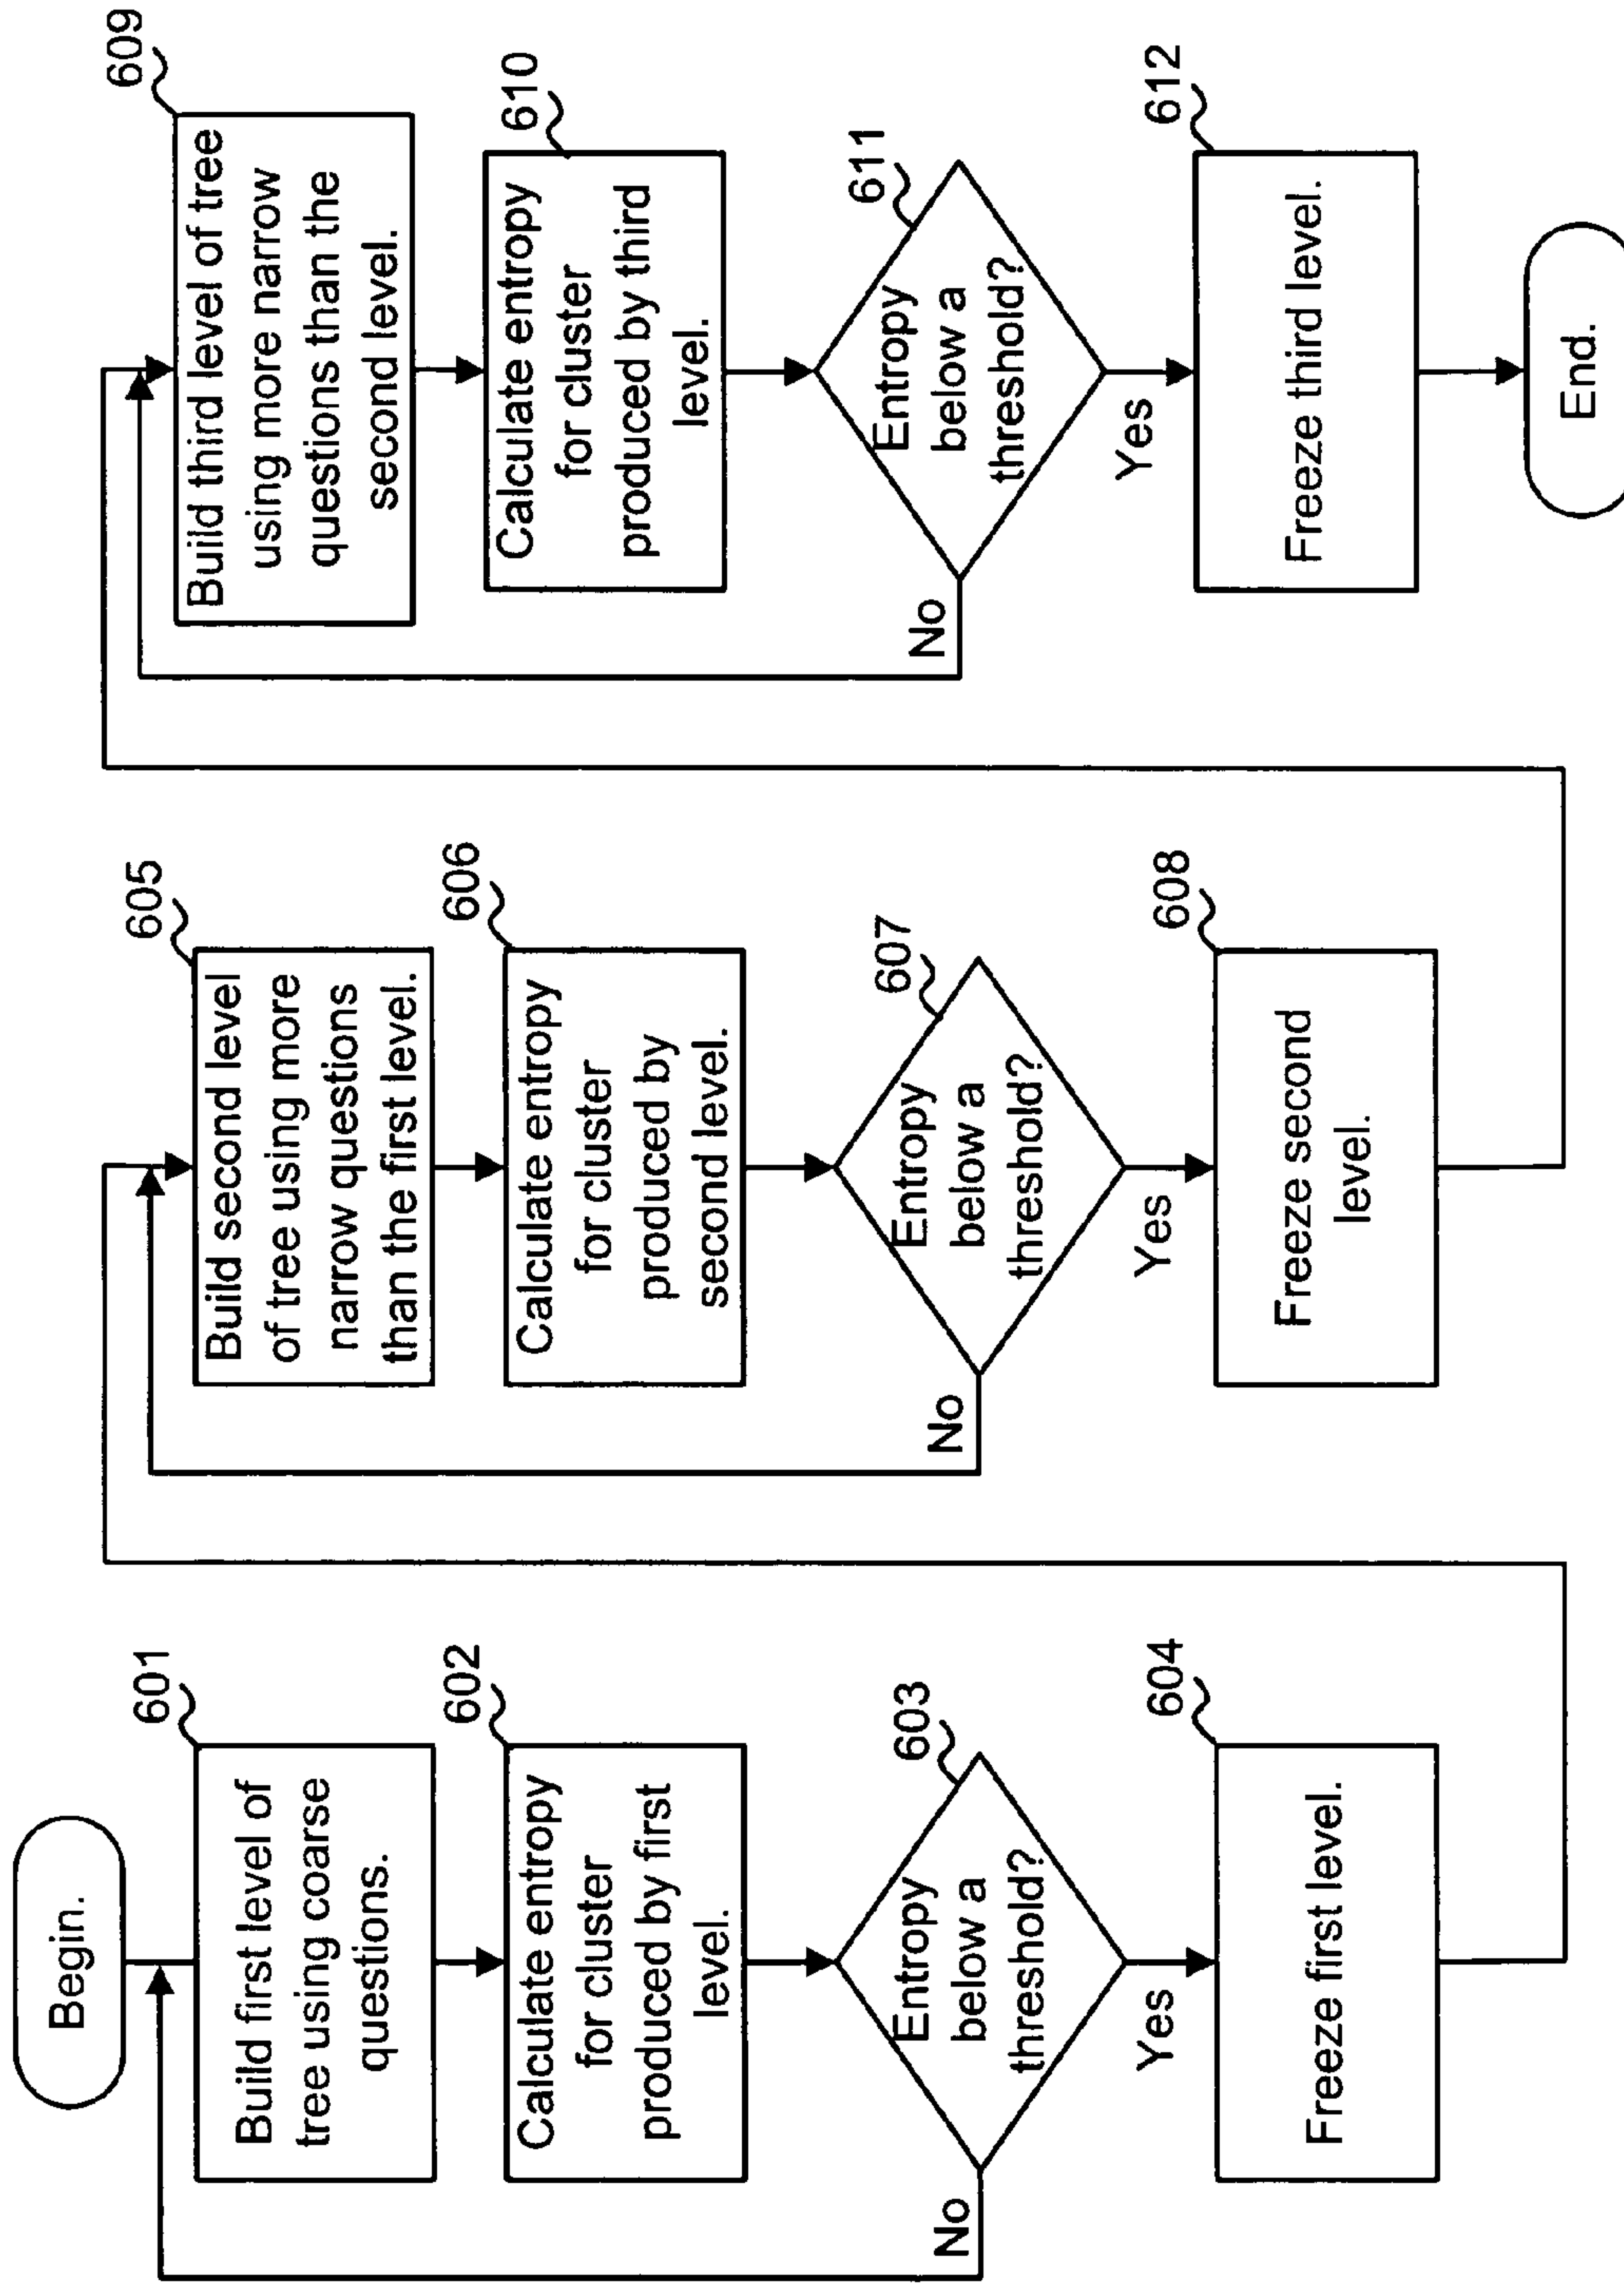 Begin.
601
Build first level of
tree using coarse
questions.
602
Calculate entropy
for cluster
produced by first
level.
603
Entropy
below a
threshold?
No
Yes
604
Freeze first level.
605
Build second level
of tree using more
narrow questions
than the first level.
606
Calculate entropy
for cluster
produced by
second level.
607
Entropy
below a
threshold?
No
Yes
608
Freeze second
level.
609
Build third level of tree
using more narrow
questions than the
second level.
610
Calculate entropy
for cluster
produced by third
level.
611
Entropy
below a
threshold?
No
Yes
612
Freeze third level.
End.